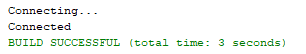 Connecting...
Connected
BUILD SUCCESSFUL (total time: 3 seconds)